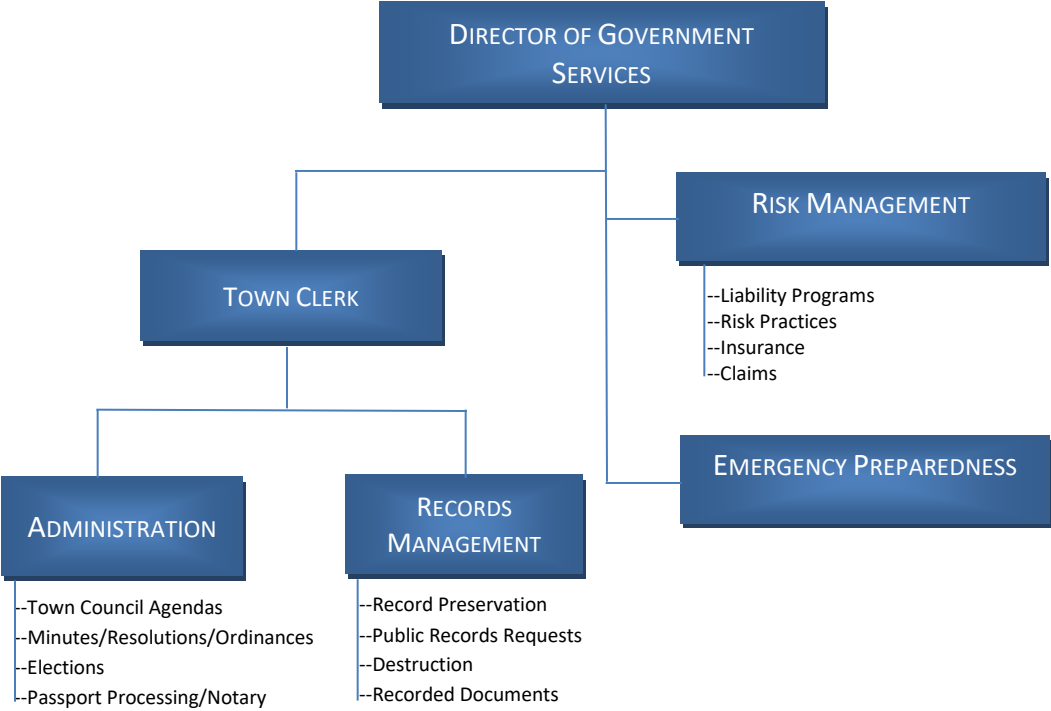 DIRECTOR OF GOVERNMENT
SERVICES
RISK MANAGEMENT
--Liability Programs
--Risk Practices
--Insurance
--Claims
TOWN CLERK
EMERGENCY PREPAREDNESS
ADMINISTRATION
--Town Council Agendas
--Minutes/Resolutions/Ordinances
--Elections
--Passport Processing/Notary
RECORDS
MANAGEMENT
--Record Preservation
--Public Records Requests
--Destruction
--Recorded Documents